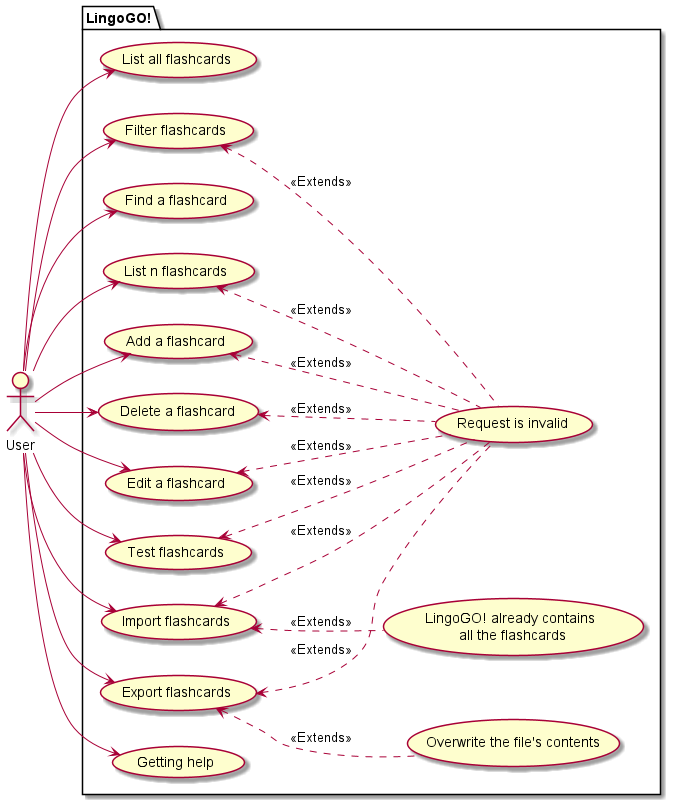 LingoGO!
List all flashcards
Filter flashcards
«Extends»
Find a flashcard
List n flashcards
«Extends»
Add a flashcard
«Extends»
Delete a flashcard
«Extends»
Request is invalid
User
«Extends»
Edit a flashcard
«Extends»
Test flashcards
«Extends»
Import flashcards
«Extends»
LingoGO! already contains
all the flashcards
«Extends»
Export flashcards
«Extends»
Overwrite the file's contents
Getting help